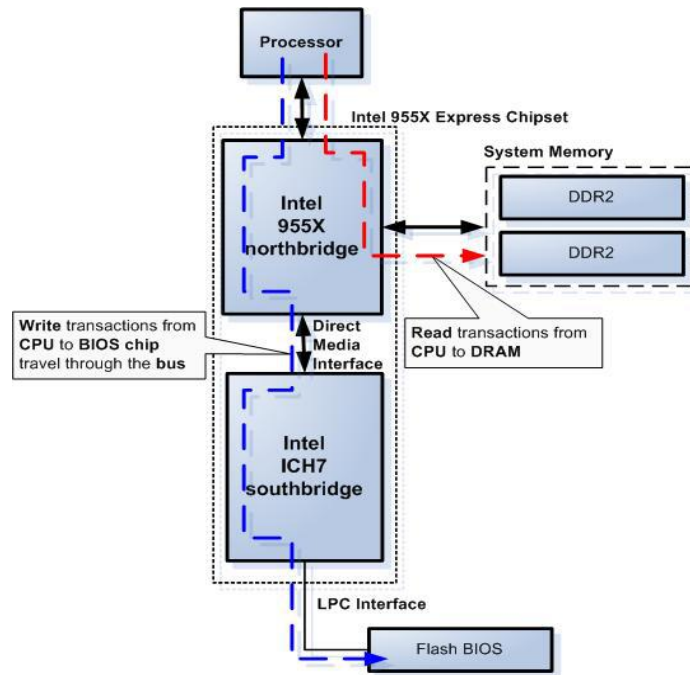 Processor
Intel 955X Express Chipset
Intel
955X
northbridge
System Memory
DDR2
DDR2
Write transactions from
CPU to BIOS chip
travel through the bus
Direct
Media
Interface
Read transactions from
CPU to DRAM
Intel
ICH7
southbridge
LPC Interface
Flash BIOS